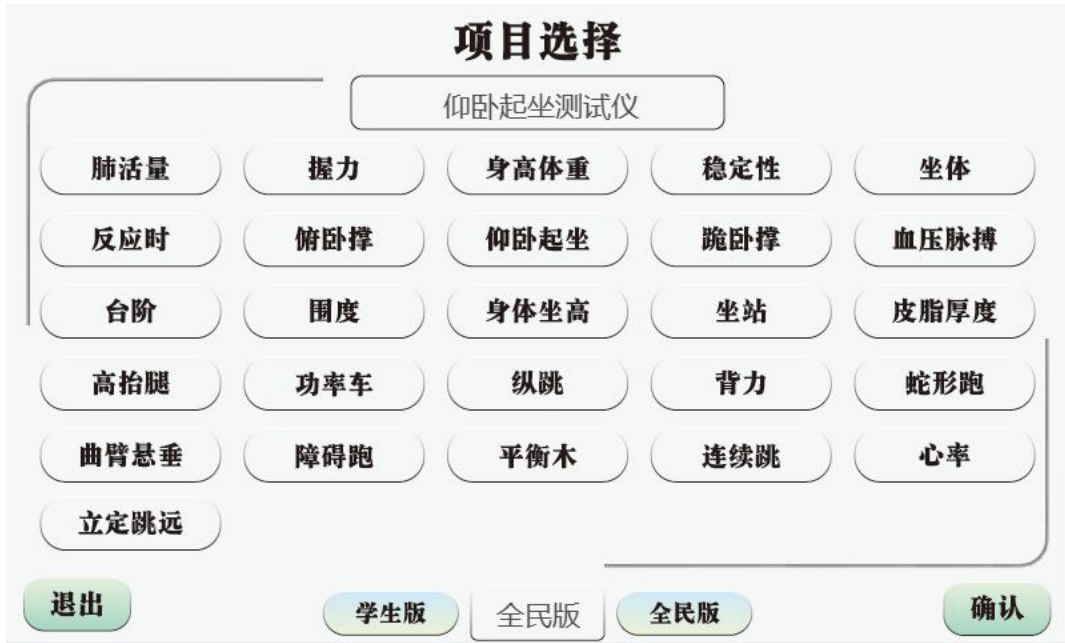 项目选择
仰卧起坐测试仪
肺活量 握力 身高体重 稳定性 坐体
反应时 俯卧撑 仰卧起坐 跪卧撑 血压脉搏
台阶 围度 身体坐高 坐站 皮脂厚度
高抬腿 功率车 纵跳 背力 蛇形跑
曲臂悬垂 障碍跑 平衡木 连续跳 心率
立定跳远
退出 学生版 全民版 全民版 确认